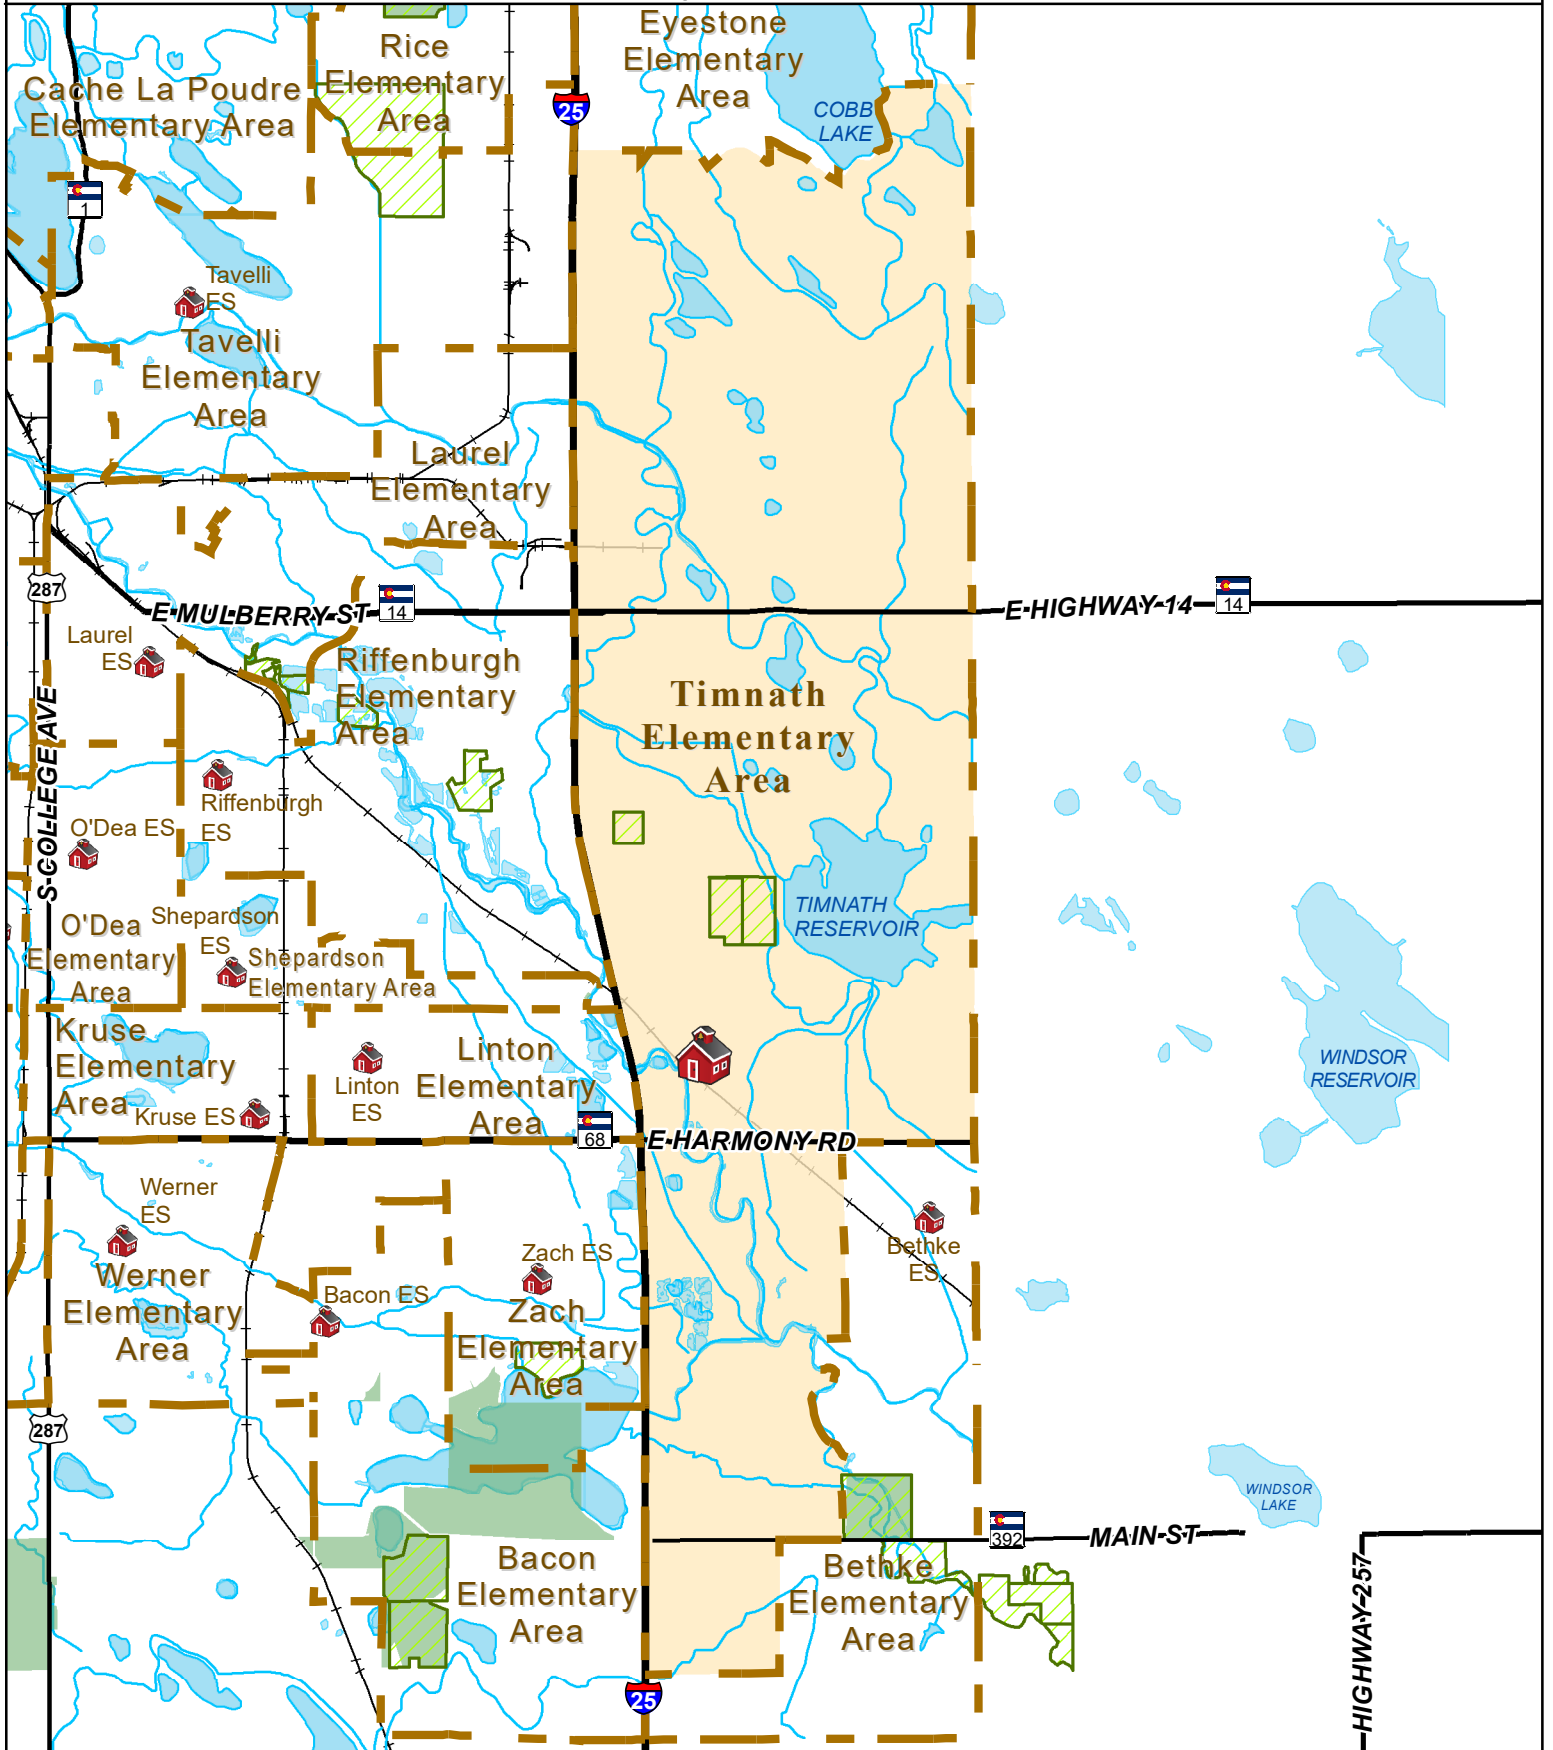 Eyestone
Elementary
Area
Rice
Elementary
Area
Cache La Poudre
Elementary Area
25
COBB
LAKE
1
Tavelli
ES
Tavelli
Elementary
Area
Laurel
Elementary
Area
287
E MULBERRY ST
14
E HIGHWAY 14
14
Laurel
ES
Riffenburgh
Elementary
Area
Timnath
Elementary
Area
S COLLEGE AVE
Riffenburgh
ES
O'Dea ES
TIMNATH
RESERVOIR
O'Dea
Elementary
Area
Shepardson
ES
Shepardson
Elementary Area
Kruse
Elementary
Area
Kruse ES
Linton
ES
Linton
Elementary
Area
WINDSOR
RESERVOIR
68
E HARMONY RD
Werner
ES
Werner
Elementary
Area
Bethke
ES
Zach ES
Bacon ES
Zach
Elementary
Area
287
WINDSOR
LAKE
392
MAIN ST
Bacon
Elementary
Area
Bethke
Elementary
Area
HIGHWAY 257
25